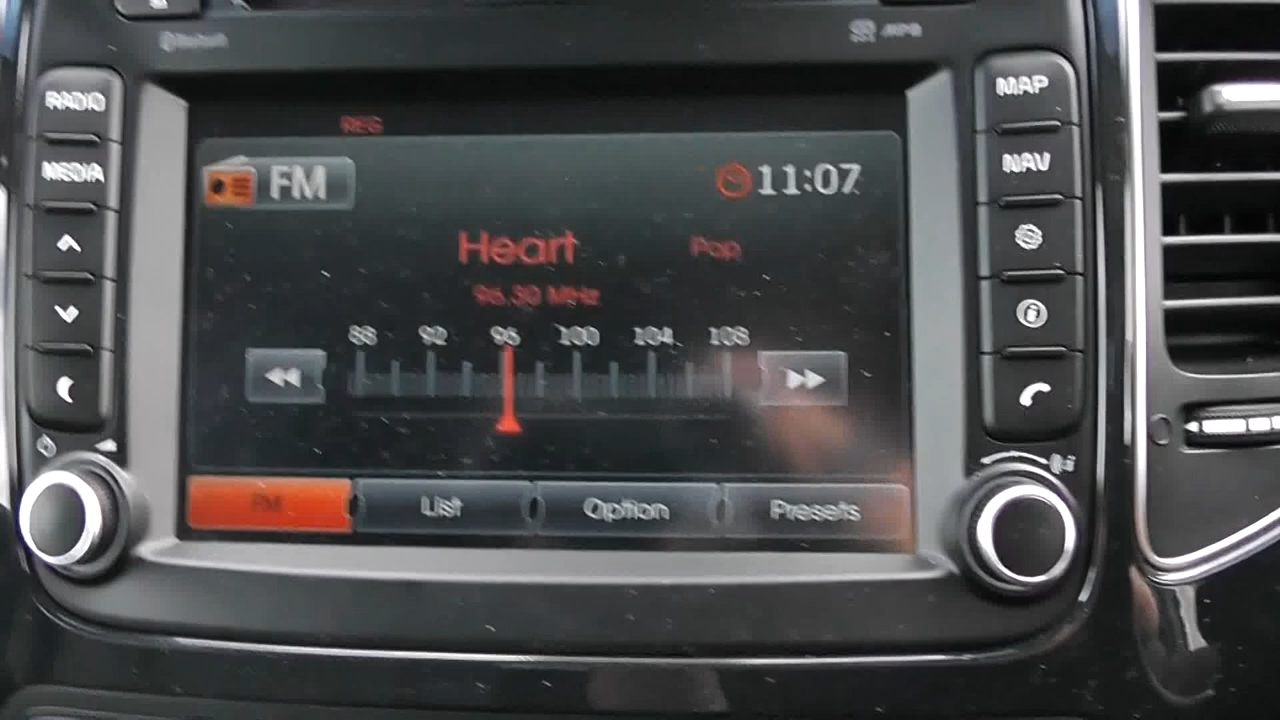 Bluetooth
RADIO
MEDIA
REG
FM
11:07
Heart
Pop
96.30 MHz
88 92 96 100 104 108
FM
List
Option
Presets
MAP
NAV